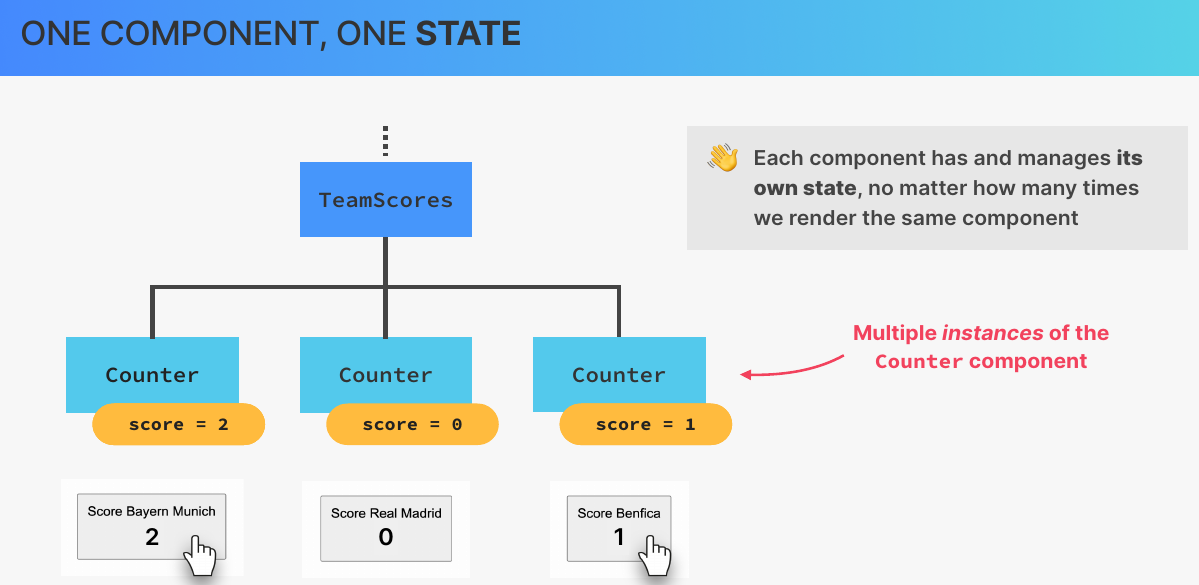 ONE COMPONENT, ONE STATE
TeamScores
Each component has and manages its
own state, no matter how many times
we render the same component
Multiple instances of the
Counter component
Counter
Counter
Counter
score = 2
score = 0
score = 1
Score Bayern Munich
2
Score Real Madrid
0
Score Benfica
1